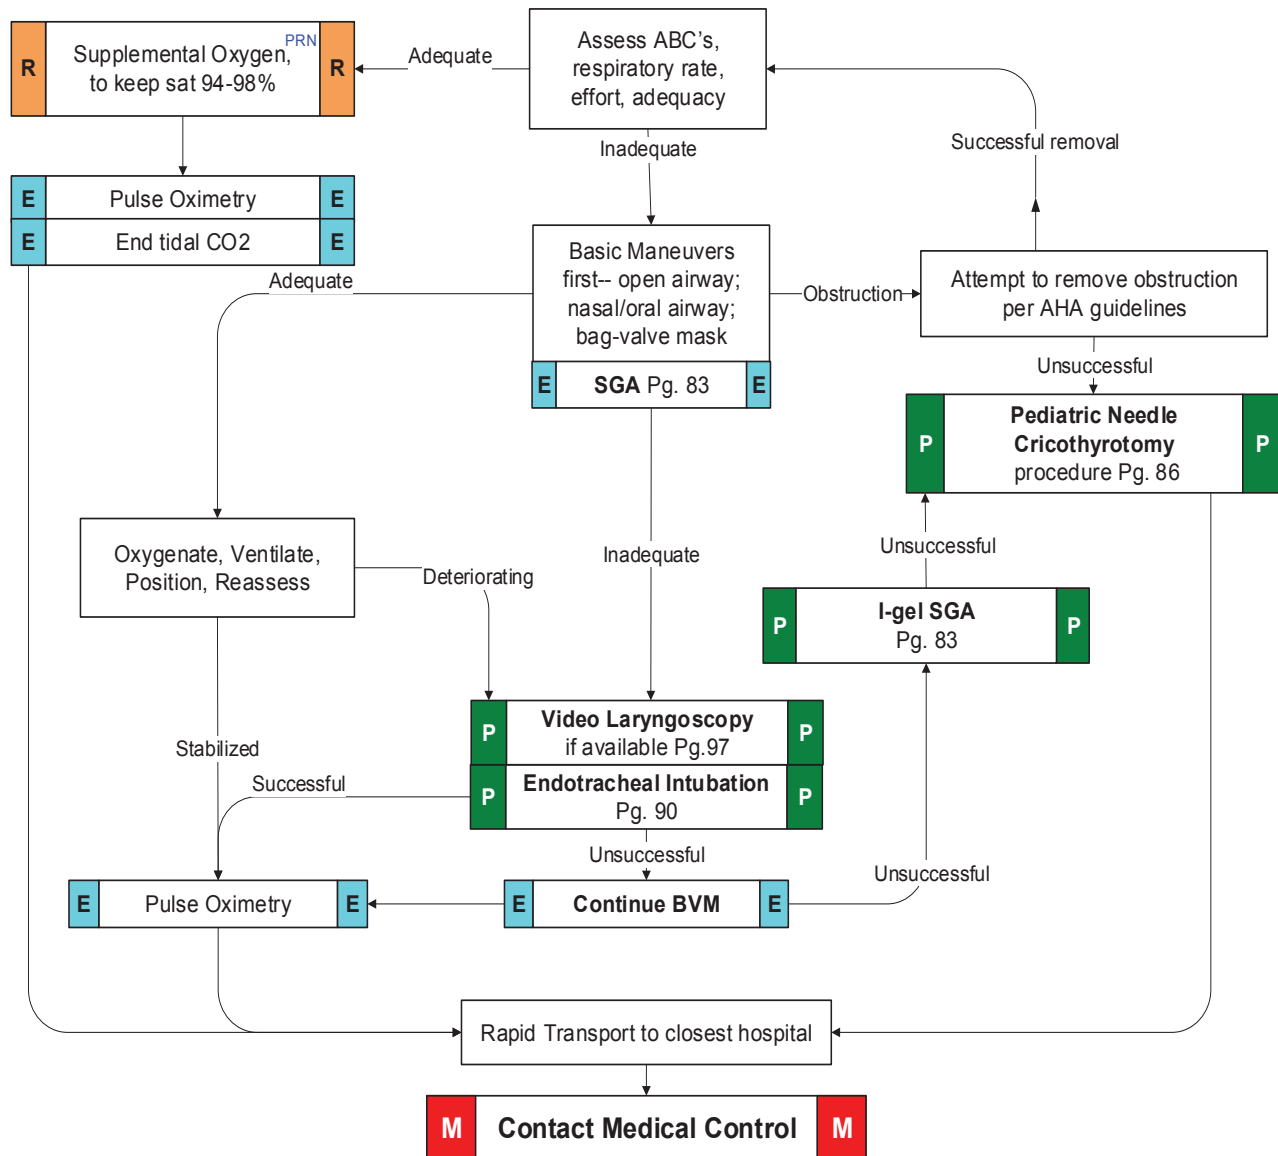 R
Supplemental Oxygen, PRN
to keep sat 94-98%
R
Adequate
Assess ABC's,
respiratory rate,
effort, adequacy
Successful removal
Inadequate
E Pulse Oximetry E
E End tidal CO2 E
Adequate
Basic Maneuvers
first-- open airway;
nasal/oral airway;
bag-valve mask
E SGA Pg. 83 E
Obstruction
Attempt to remove obstruction
per AHA guidelines
Unsuccessful
P
Pediatric Needle
Cricothyrotomy
procedure Pg. 86
P
Oxygenate, Ventilate,
Position, Reassess
Deteriorating
Inadequate
Unsuccessful
P
I-gel SGA
Pg. 83
P
Stabilized
P
Video Laryngoscopy
if available Pg.97
P
Successful
P
Endotracheal Intubation
Pg. 90
P
Unsuccessful
Unsuccessful
E Pulse Oximetry E
E Continue BVM E
Rapid Transport to closest hospital
M Contact Medical Control M